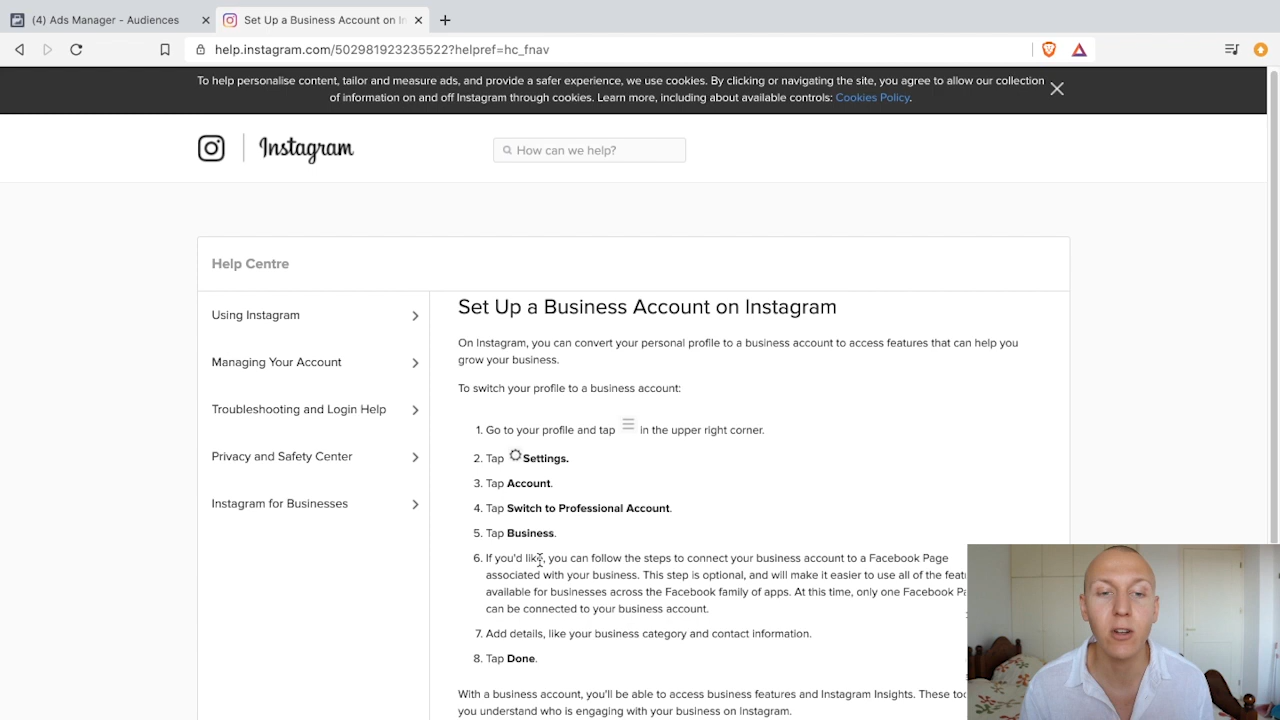 (4) Ads Manager - Audiences
Set Up a Business Account on In
help.instagram.com/502981923235522?helpref=hc_fnav
To help personalise content, tailor and measure ads, and provide a safer experience, we use cookies. By clicking or navigating the site, you agree to allow our collection
of information on and off Instagram through cookies. Learn more, including about available controls: Cookies Policy.
Instagram
How can we help?
Help Centre
Using Instagram
Managing Your Account
Troubleshooting and Login Help
Privacy and Safety Center
Instagram for Businesses
Set Up a Business Account on Instagram
On Instagram, you can convert your personal profile to a business account to access features that can help you
grow your business.
To switch your profile to a business account:
1. Go to your profile and tap in the upper right corner.
2. Tap Settings.
3. Tap Account.
4. Tap Switch to Professional Account.
5. Tap Business.
6. If you'd like, you can follow the steps to connect your business account to a Facebook Page
associated with your business. This step is optional, and will make it easier to use all of the feat
available for businesses across the Facebook family of apps. At this time, only one Facebook Pa
can be connected to your business account.
7. Add details, like your business category and contact information.
8. Tap Done.
With a business account, you'll be able to access business features and Instagram Insights. These too
you understand who is engaging with your business on Instagram.